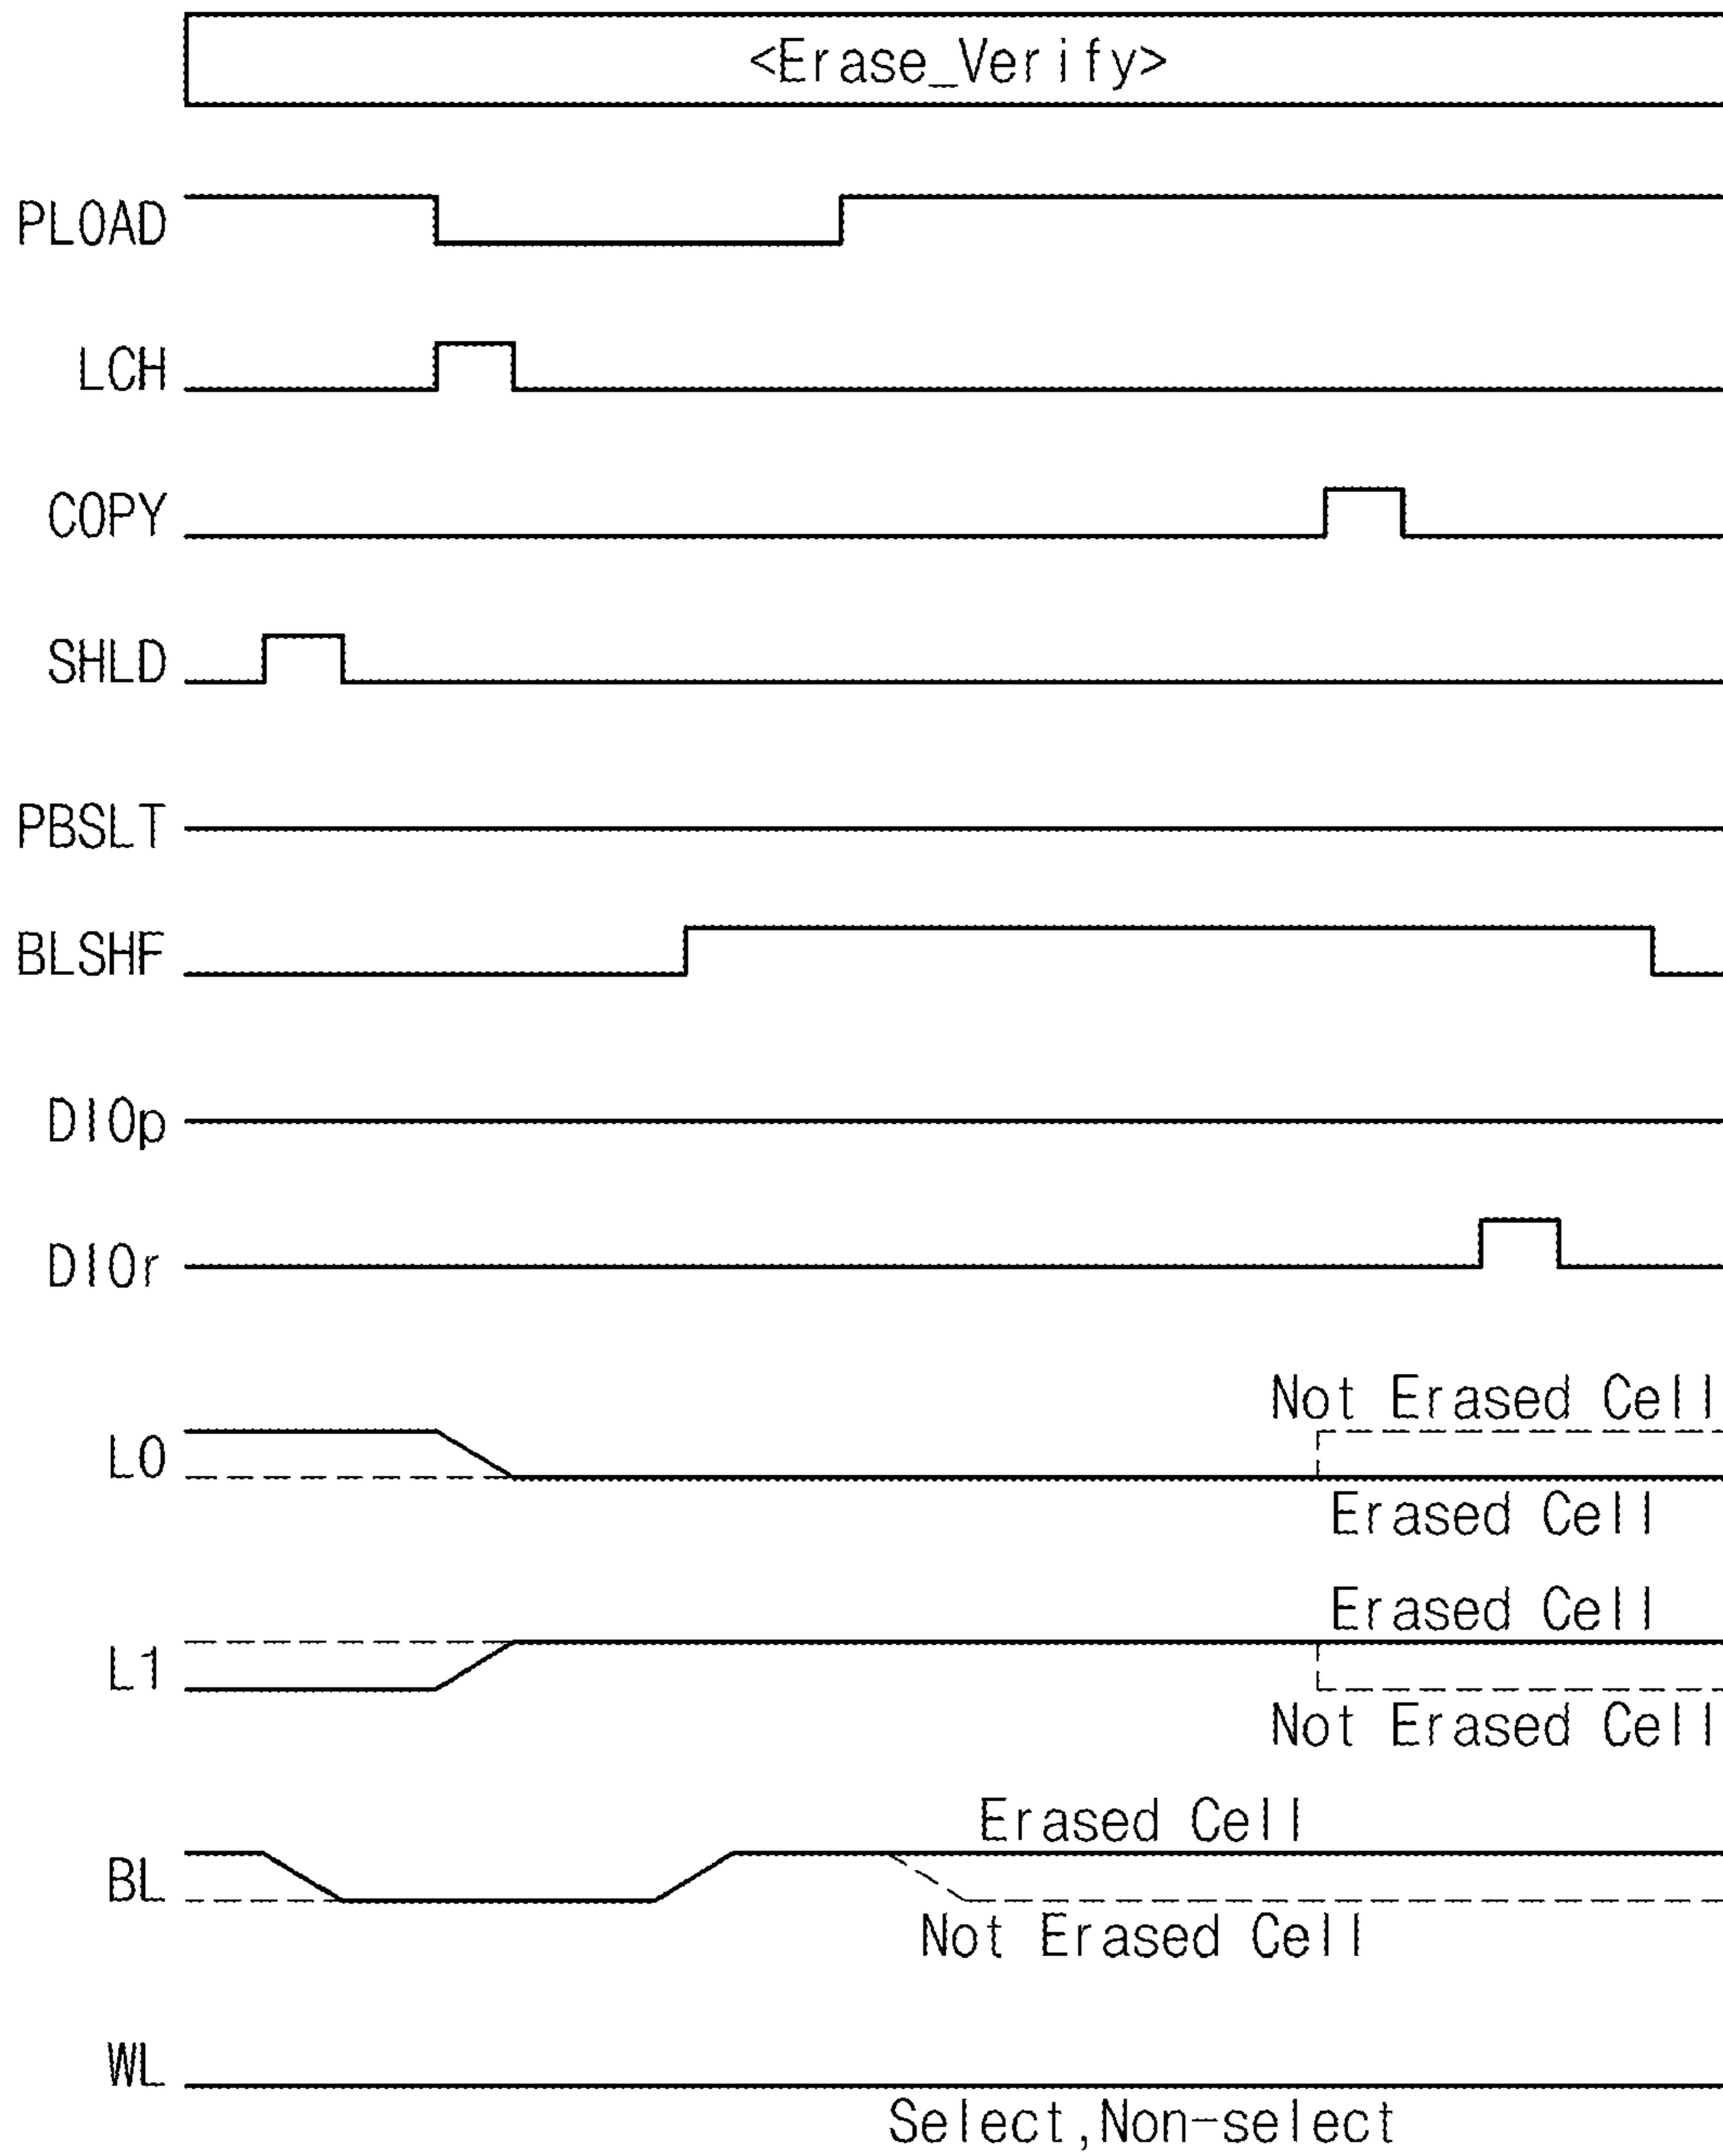 <Erase_Verify>
PLOAD
LCH
COPY
SHLD
PBSLT
BLSHF
DIOp
DIOr
Not Erased Cell
L0
Erased Cell
Erased Cell
L1
Not Erased Cell
Erased Cell
BL
Not Erased Cell
WL
Select,Non-select